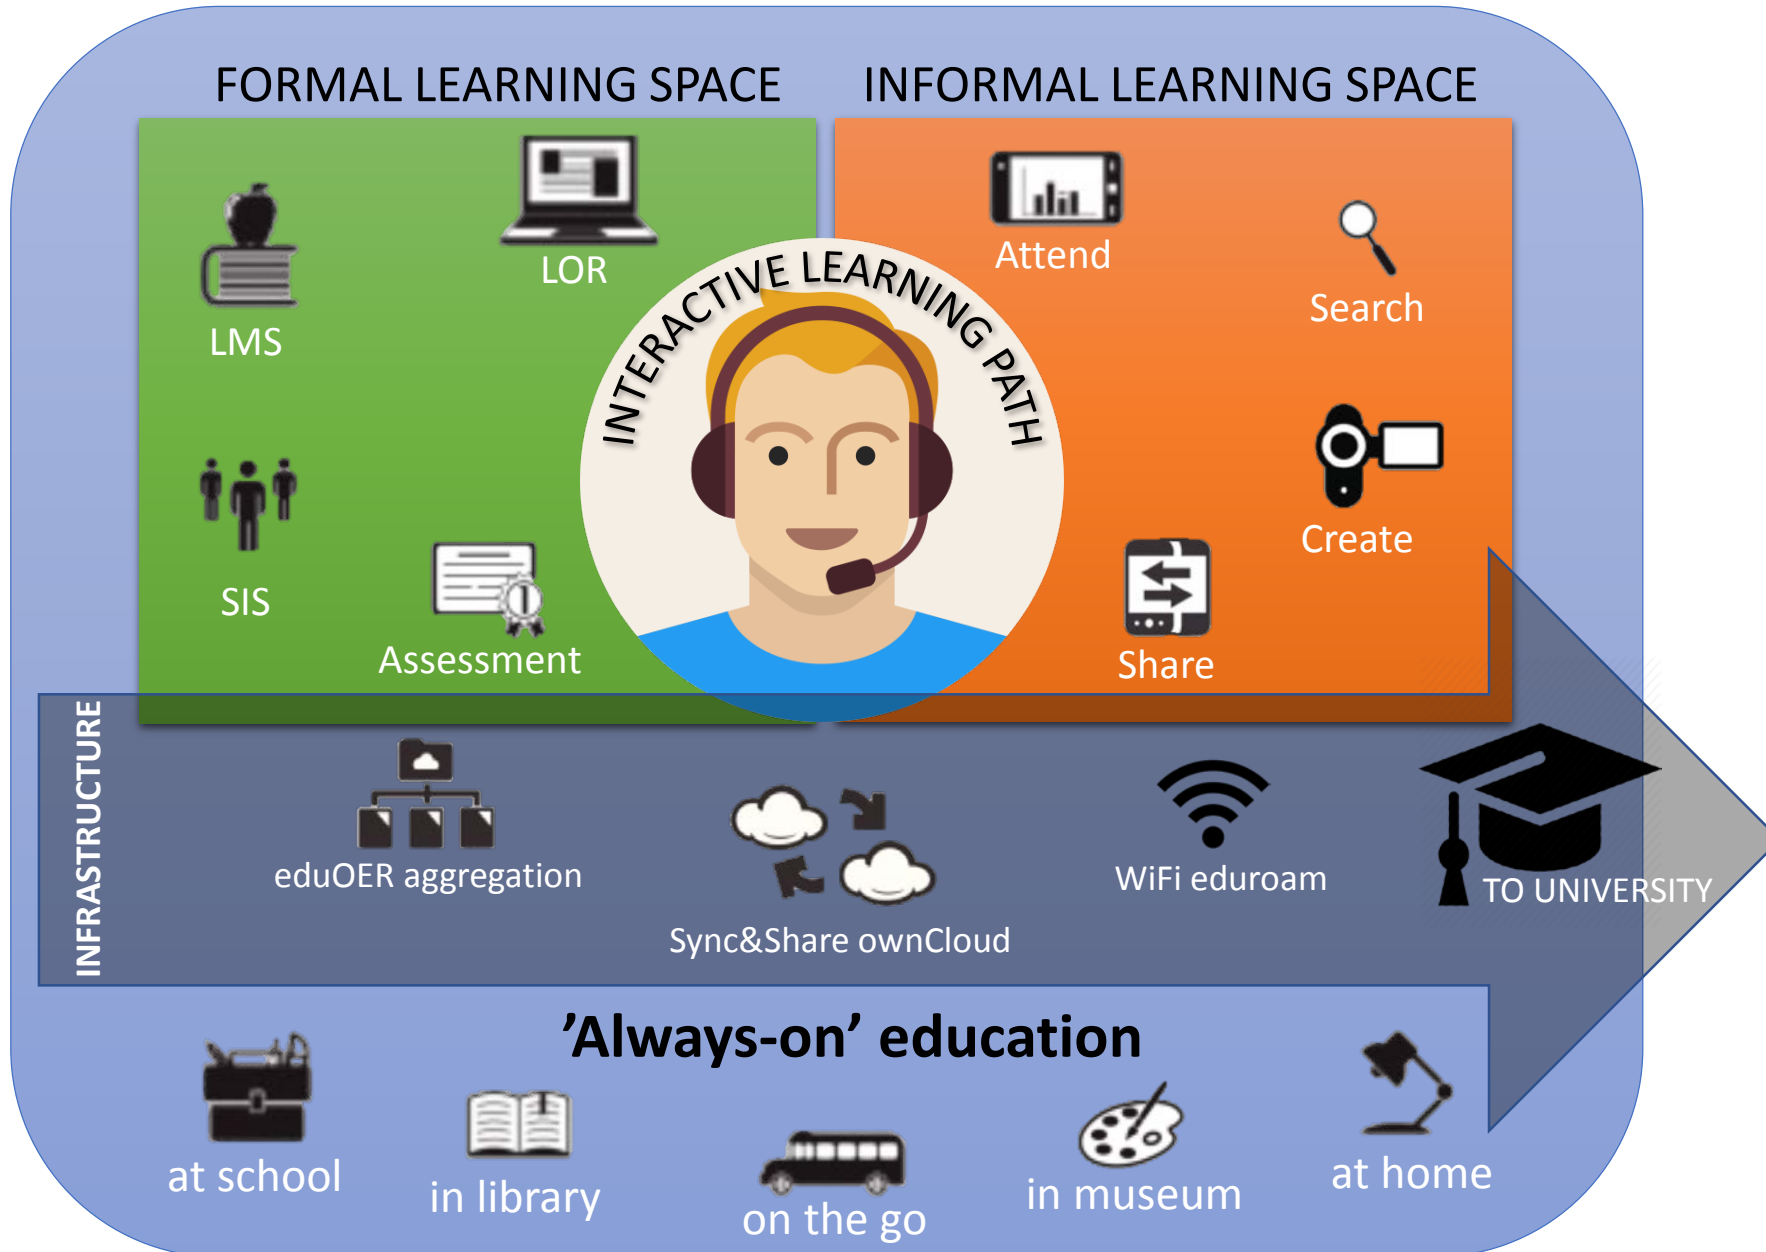 FORMAL LEARNING SPACE
INFORMAL LEARNING SPACE
LOR
LMS
SIS
Assessment
INTERACTIVE LEARNING PATH
Attend
Search
Create
Share
INFRASTRUCTURE
eduOER aggregation
Sync&Share ownCloud
WiFi eduroam
TO UNIVERSITY
’Always-on’ education
at school
in library
on the go
in museum
at home